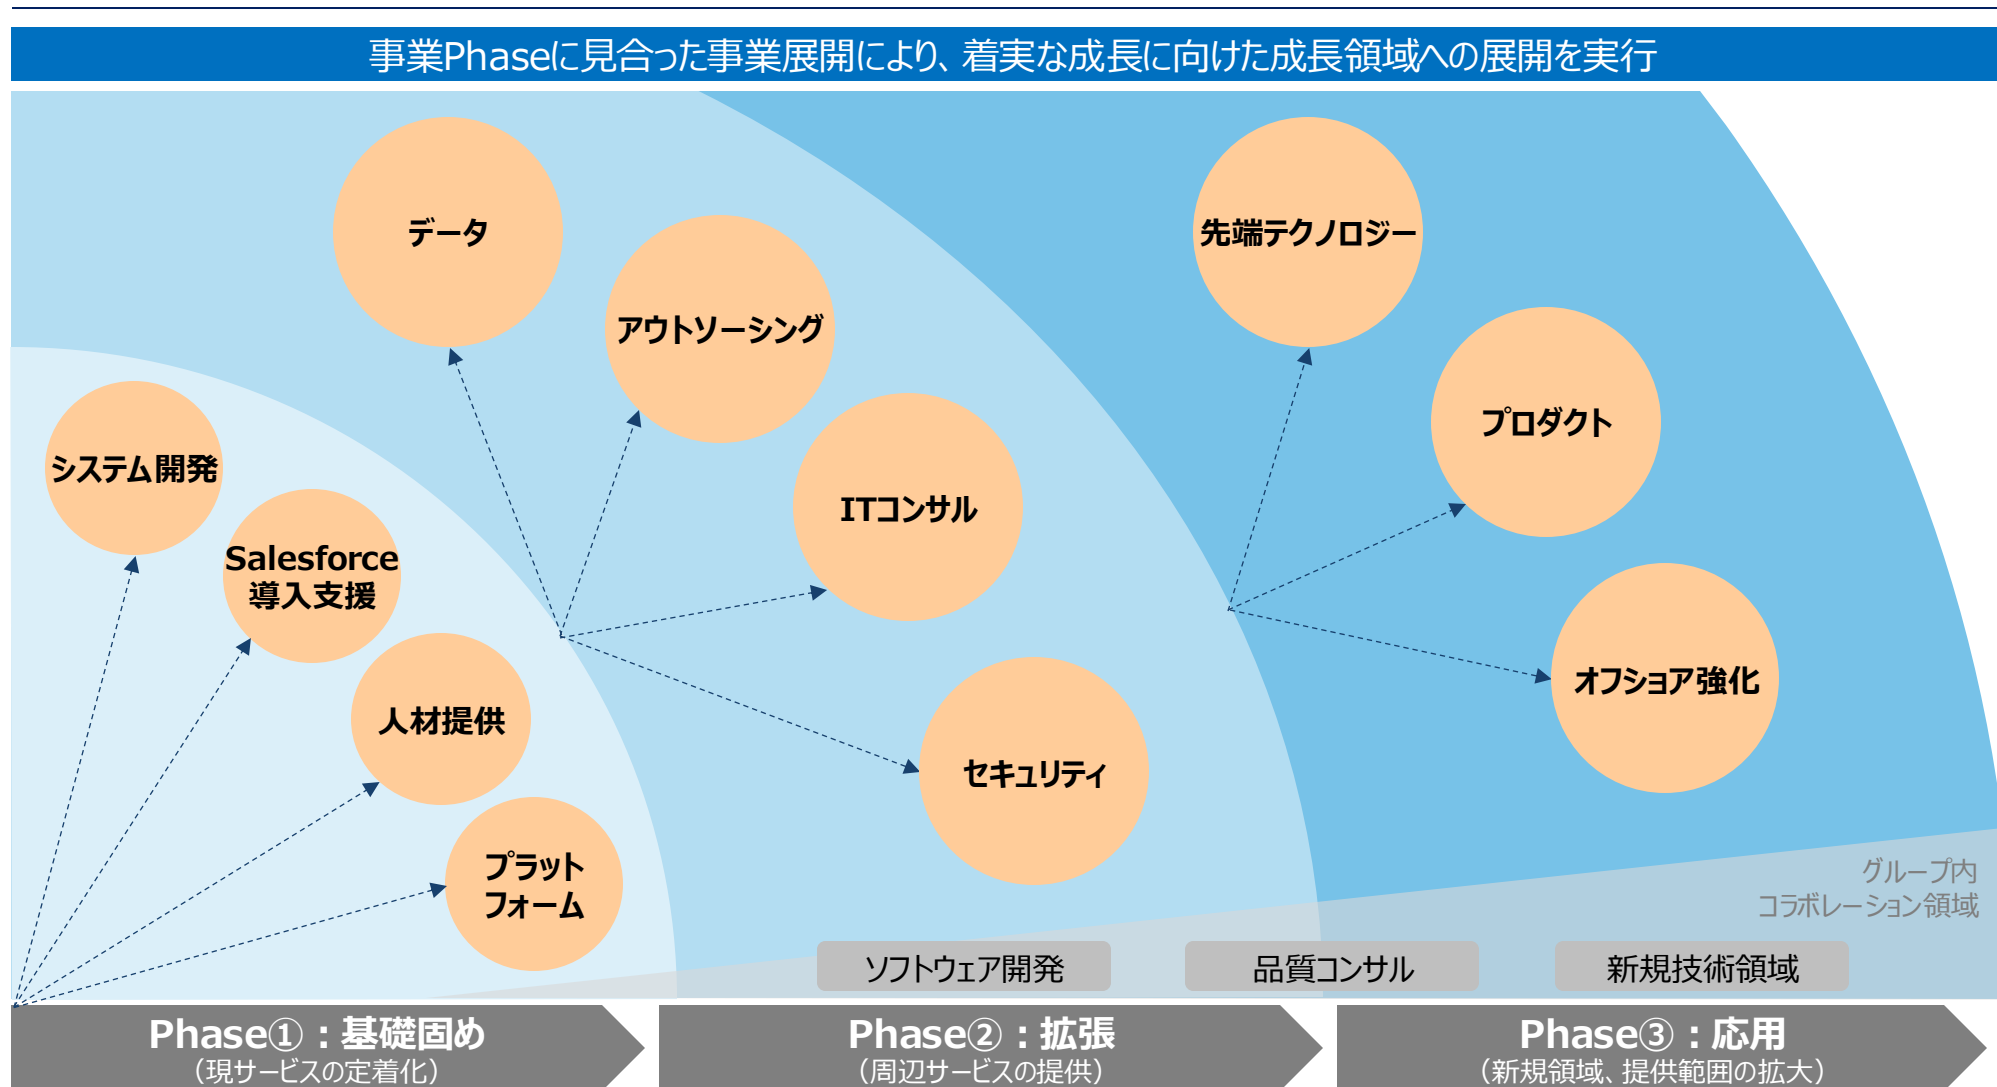 事業Phaseに見合った事業展開により、着実な成長に向けた成長領域への展開を実行
データ
アウトソーシング
ITコンサル
セキュリティ
先端テクノロジー
プロダクト
オフショア強化
システム開発
Salesforce
導入支援
人材提供
プラット
フォーム
グループ内
コラボレーション領域
ソフトウェア開発
品質コンサル
新規技術領域
Phase①：基礎固め
（現サービスの定着化）
Phase②：拡張
（周辺サービスの提供）
Phase③：応用
（新規領域、提供範囲の拡大）